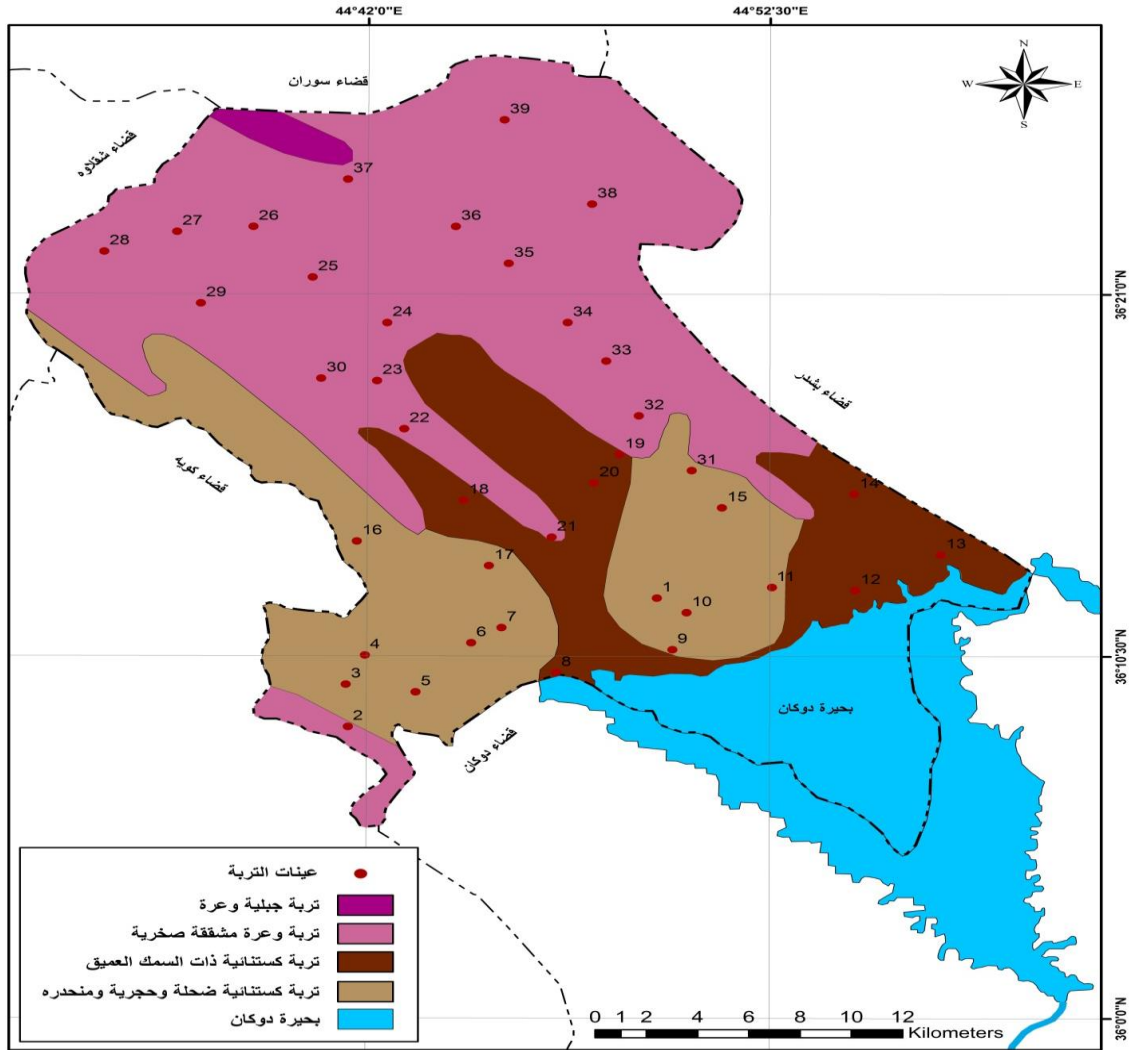 44°42'0"E
44°52'30"E
N
W
E
S
قضاء سوران
39
قضاء شقلاوه
37
38
27
26
36
28
35
25
29
36°21'0"N
24
34
33
30
23
قضاء بشدر
32
22
19
31
قضاء كويه
20
14
18
15
21
16
13
17
11
12
1
10
7
6
9
4
36°10'30"N
8
3
5
بحيرة دوكان
2
قضاء دوكان
عينات التربة
تربة جبلية وعرة
تربة وعرة مشققة صخرية
تربة كستنائية ذات السمك العميق
تربة كستنائية ضحلة وحجرية ومنحدره
بحيرة دوكان
0 1 2 4 6 8 10 12
Kilometers
36°0'0"N